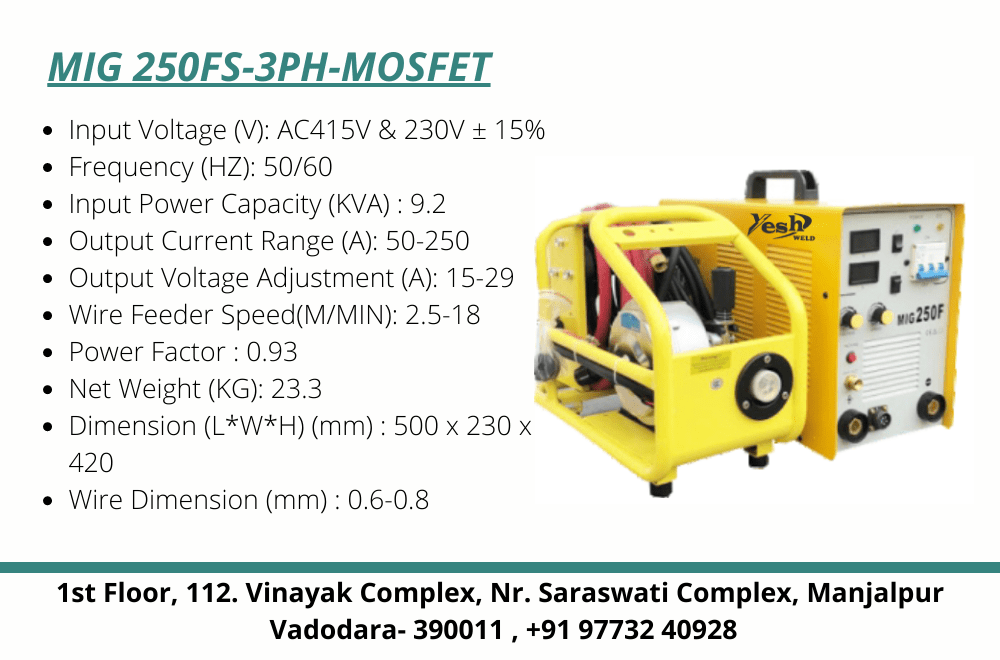 MIG 250FS-3PH-MOSFET
• Input Voltage (V): AC415V & 230V ± 15%
• Frequency (HZ): 50/60
• Input Power Capacity (KVA) : 9.2
• Output Current Range (A): 50-250
• Output Voltage Adjustment (A): 15-29
• Wire Feeder Speed(M/MIN): 2.5-18
• Power Factor : 0.93
• Net Weight (KG): 23.3
• Dimension (L*W*H) (mm) : 500 x 230 x
420
• Wire Dimension (mm) : 0.6-0.8
Yesh
WELD
MIG 250F
1st Floor, 112. Vinayak Complex, Nr. Saraswati Complex, Manjalpur
Vadodara- 390011 , +91 97732 40928